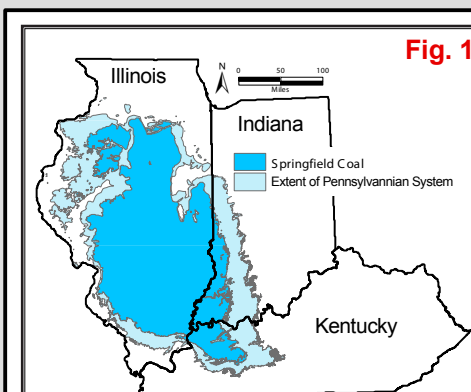 Fig. 1
Illinois
N
0 50 100
Miles
Indiana
Springfield Coal
Extent of Pennsylvannian System
Kentucky